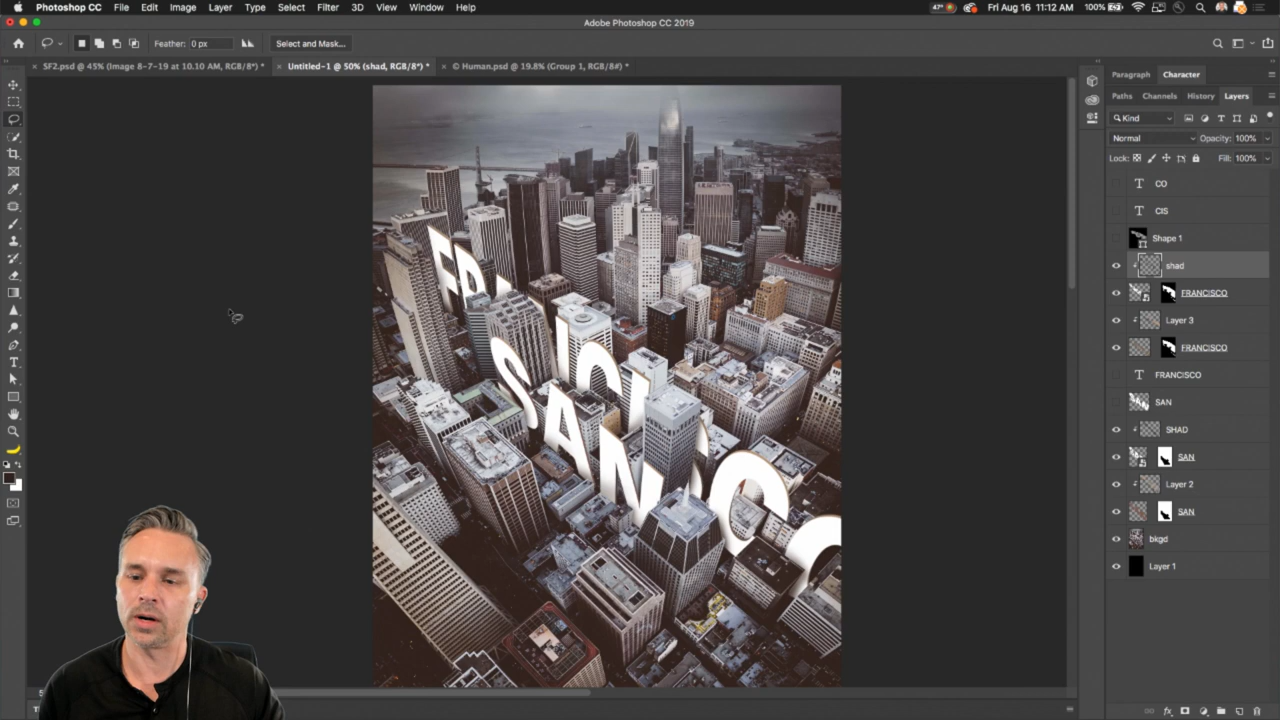 Photoshop CC File Edit Image Layer Type Select Filter 3D View Window Help
47° 100% Fri Aug 16 11:12 AM
Adobe Photoshop CC 2019
Feather: 0 px Select and Mask...
SF2.psd @ 45% (Image 8-7-19 at 10.10 AM, RGB/8*) *
Untitled-1 @ 50% (shad, RGB/8*) *
© Human.psd @ 19.8% (Group 1, RGB/8#) *
Paragraph Character
Paths Channels History Layers
Kind
Normal Opacity: 100%
Lock: Fill: 100%
CO
CIS
Shape 1
shad
FRANCISCO
Layer 3
FRANCISCO
FRANCISCO
SAN
SHAD
SAN
Layer 2
SAN
bkgd
Layer 1
SAN